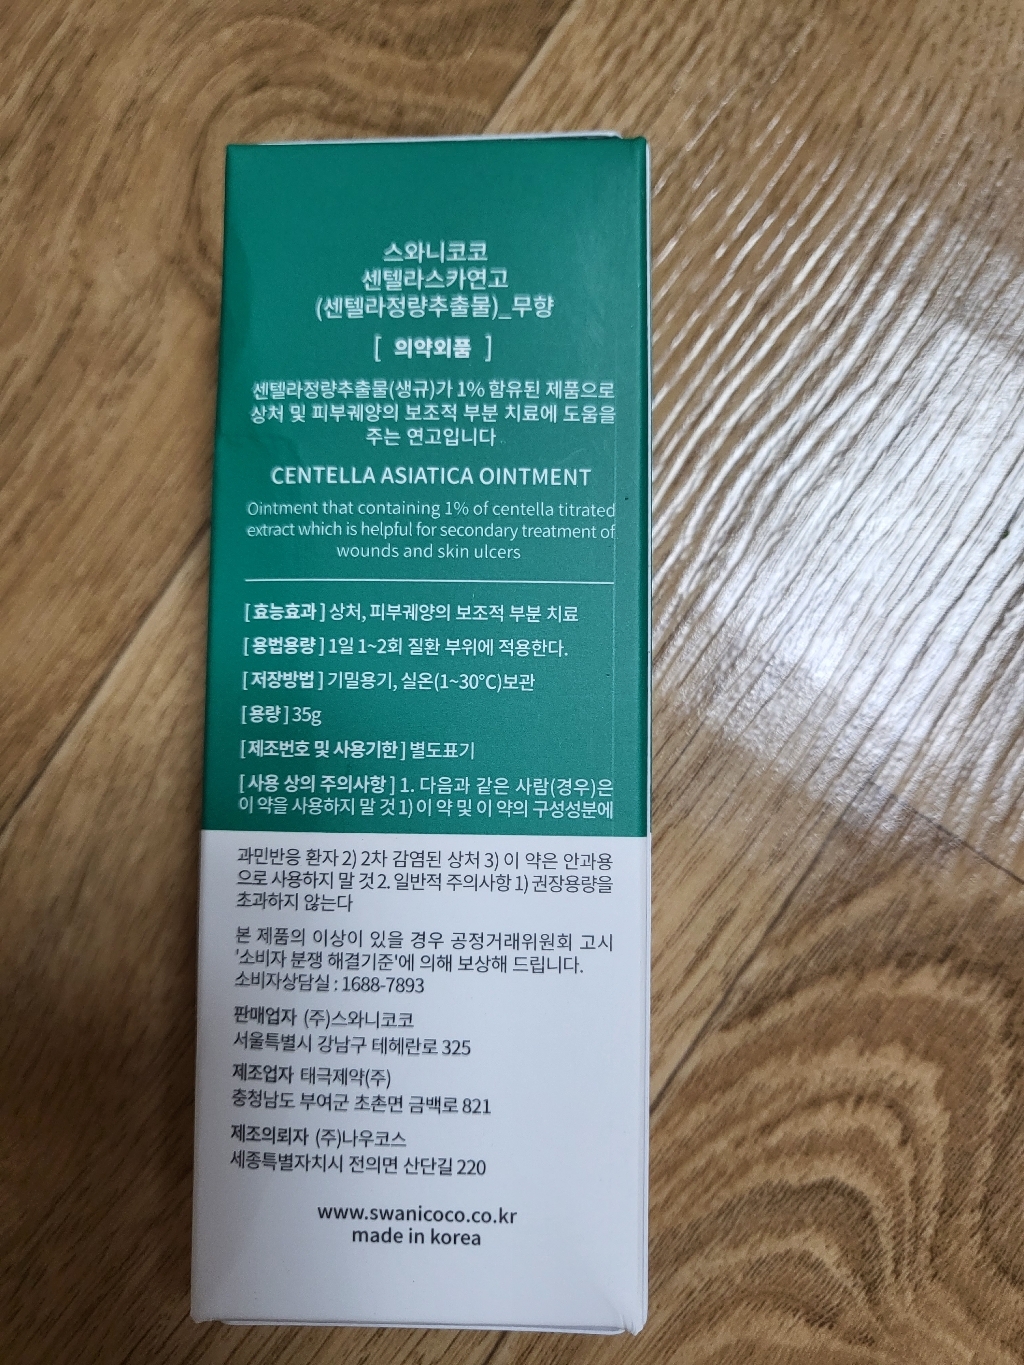 스와니코코
센텔라스카연고
(센텔라정량추출물)_무향
[ 의약외품 ]
센텔라정량추출물(생규)가 1% 함유된 제품으로
상처 및 피부궤양의 보조적 부분 치료에 도움을
주는 연고입니다.
CENTELLA ASIATICA OINTMENT
Ointment that containing 1% of centella titrated
extract which is helpful for secondary treatment of
wounds and skin ulcers
[효능효과] 상처, 피부궤양의 보조적 부분 치료
[용법용량] 1일 1~2회 질환 부위에 적용한다.
[저장방법] 기밀용기, 실온(1~30℃)보관
[용량] 35g
[제조번호 및 사용기한] 별도표기
[사용 상의 주의사항] 1. 다음과 같은 사람(경우)은
이 약을 사용하지 말 것 1) 이 약 및 이 약의 구성성분에
과민반응 환자 2) 2차 감염된 상처 3) 이 약은 안과용
으로 사용하지 말 것 2. 일반적 주의사항 1) 권장용량을
초과하지 않는다
본 제품의 이상이 있을 경우 공정거래위원회 고시
'소비자 분쟁 해결기준'에 의해 보상해 드립니다.
소비자상담실 : 1688-7893
판매업자 (주)스와니코코
서울특별시 강남구 테헤란로 325
제조업자 태극제약(주)
충청남도 부여군 초촌면 금백로 821
제조의뢰자 (주)나우코스
세종특별자치시 전의면 산단길 220
www.swanicoco.co.kr
made in korea